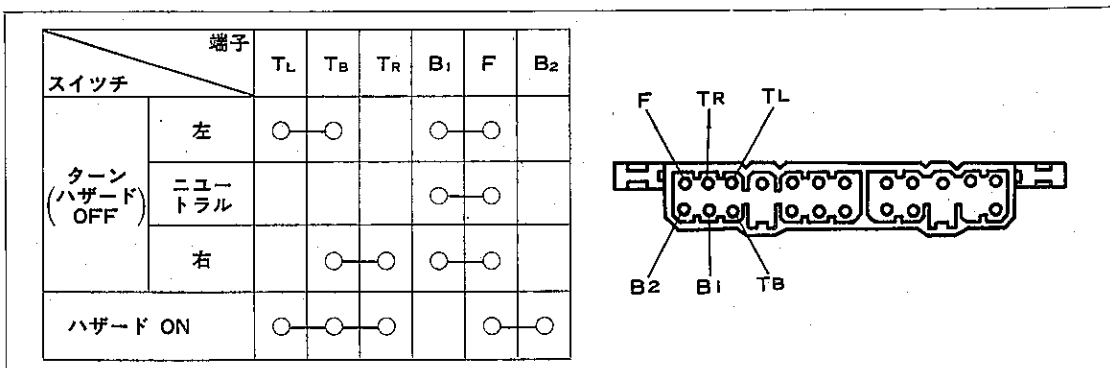 端子
スイッチ
TL TB TR B1 F B2
左
ターン
(ハザード)
OFF
ニュー
トラル
右
ハザード ON
F TR TL
B2 B1 TB